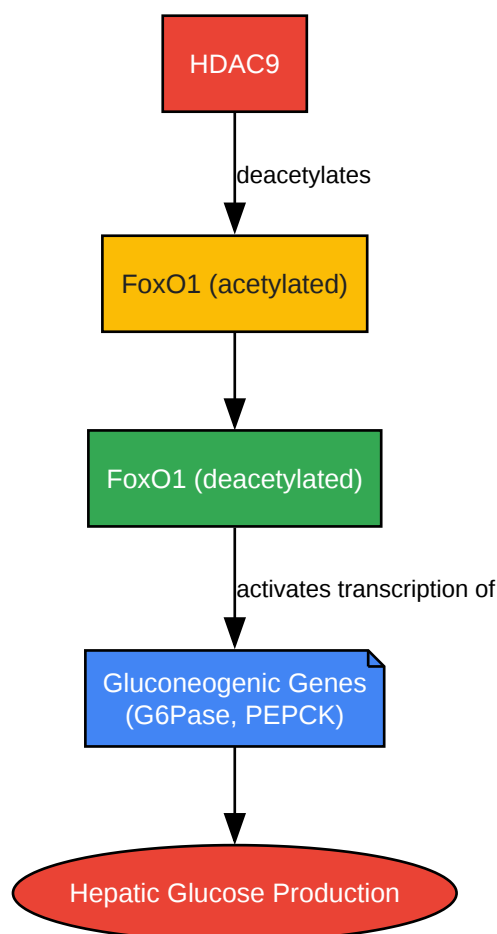 HDAC9
deacetylates
FoxO1 (acetylated)
FoxO1 (deacetylated)
activates transcription of
Gluconeogenic Genes
(G6Pase, PEPCK)
Hepatic Glucose Production